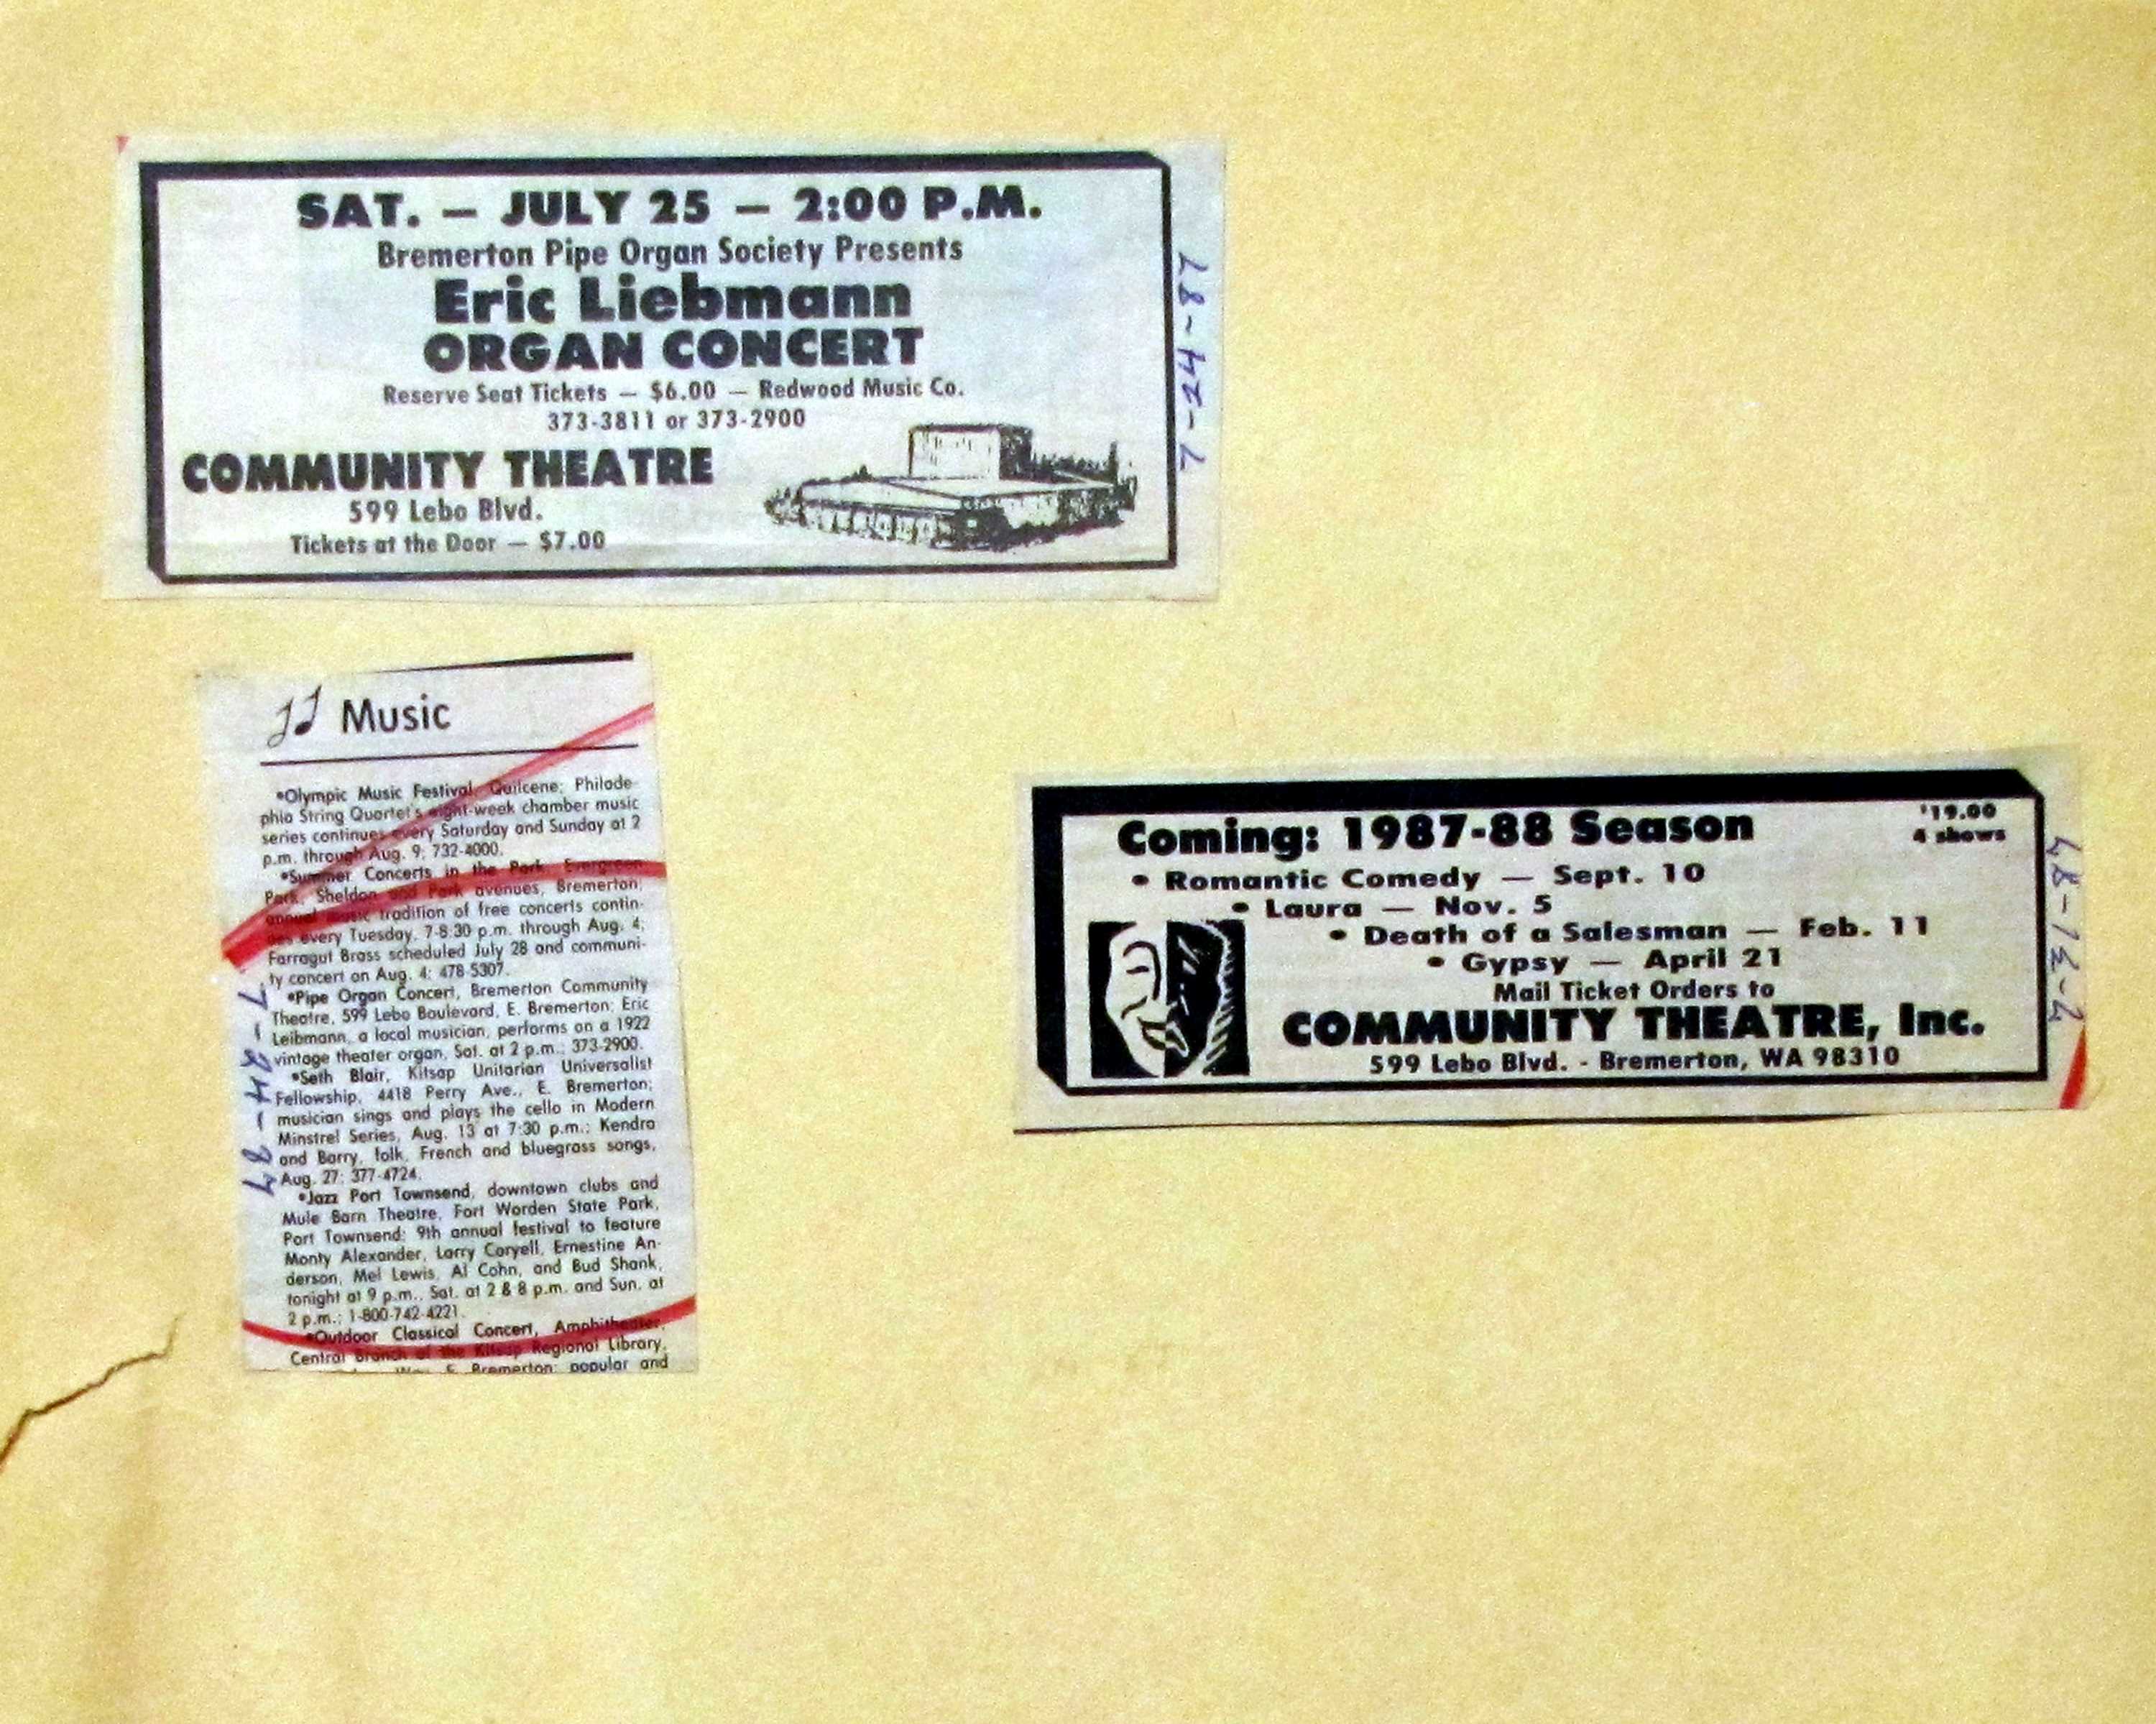 SAT. — JULY 25 — 2:00 P.M.
Bremerton Pipe Organ Society Presents
Eric Liebmann
ORGAN CONCERT
Reserve Seat Tickets — $6.00 — Redwood Music Co.
373-3811 or 373-2900
COMMUNITY THEATRE
599 Lebo Blvd.
Tickets at the Door — $7.00
7-24-87
Music
•Olympic Music Festival, Quilcene; Philade-
phia String Quartet's eight-week chamber music
series continues every Saturday and Sunday at 2
p.m. through Aug. 9; 732-4000.
•Summer Concerts in the Park, Evergreen
Park, Sheldon and Park avenues, Bremerton;
annual music tradition of free concerts contin-
ues every Tuesday, 7-8:30 p.m. through Aug. 4;
Farragut Brass scheduled July 28 and communi-
ty concert on Aug. 4; 478-5307.
•Pipe Organ Concert, Bremerton Community
Theatre, 599 Lebo Boulevard, E. Bremerton; Eric
Leibmann, a local musician, performs on a 1922
vintage theater organ, Sat. at 2 p.m.; 373-2900.
•Seth Blair, Kitsap Unitarian Universalist
Fellowship, 4418 Perry Ave., E. Bremerton;
musician sings and plays the cello in Modern
Minstrel Series, Aug. 13 at 7:30 p.m.; Kendra
and Barry, folk, French and bluegrass songs,
Aug. 27; 377-4724.
•Jazz Port Townsend, downtown clubs and
Mule Barn Theatre, Fort Worden State Park,
Port Townsend; 9th annual festival to feature
Monty Alexander, Larry Coryell, Ernestine An-
derson, Mel Lewis, Al Cohn, and Bud Shank,
tonight at 9 p.m., Sat. at 2 & 8 p.m. and Sun. at
2 p.m.; 1-800-742-4221.
•Outdoor Classical Concert, Amphitheater,
Central Branch of the Kitsap Regional Library,
Way, E. Bremerton; popular and
7-24-87
Coming: 1987-88 Season
$19.00
4 shows
• Romantic Comedy — Sept. 10
• Laura — Nov. 5
• Death of a Salesman — Feb. 11
• Gypsy — April 21
Mail Ticket Orders to
COMMUNITY THEATRE, Inc.
599 Lebo Blvd. - Bremerton, WA 98310